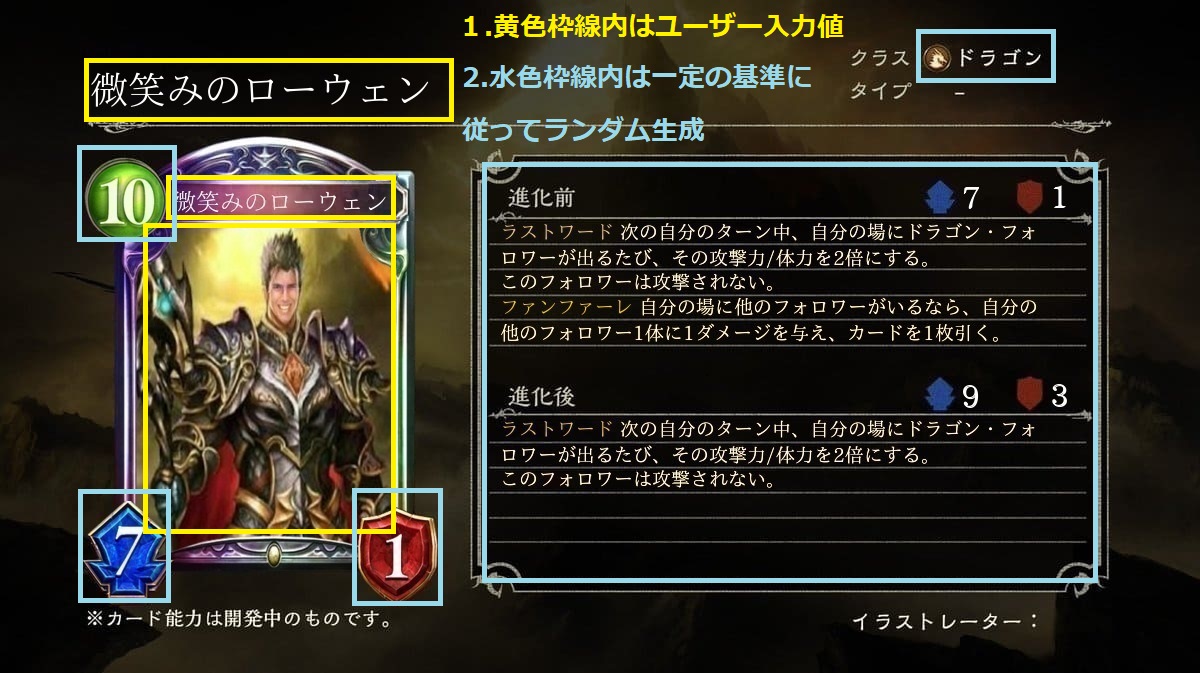 １.黄色枠線内はユーザー入力値
2.水色枠線内は一定の基準に
従ってランダム生成
微笑みのローウェン
クラス ドラゴン
タイプ －
10
微笑みのローウェン
7
1
※カード能力は開発中のものです。
進化前 7 1
ラストワード 次の自分のターン中、自分の場にドラゴン・フォ
ロワーが出るたび、その攻撃力/体力を2倍にする。
このフォロワーは攻撃されない。
ファンファーレ 自分の場に他のフォロワーがいるなら、自分の
他のフォロワー1体に1ダメージを与え、カードを1枚引く。
進化後 9 3
ラストワード 次の自分のターン中、自分の場にドラゴン・フォ
ロワーが出るたび、その攻撃力/体力を2倍にする。
このフォロワーは攻撃されない。
イラストレーター：